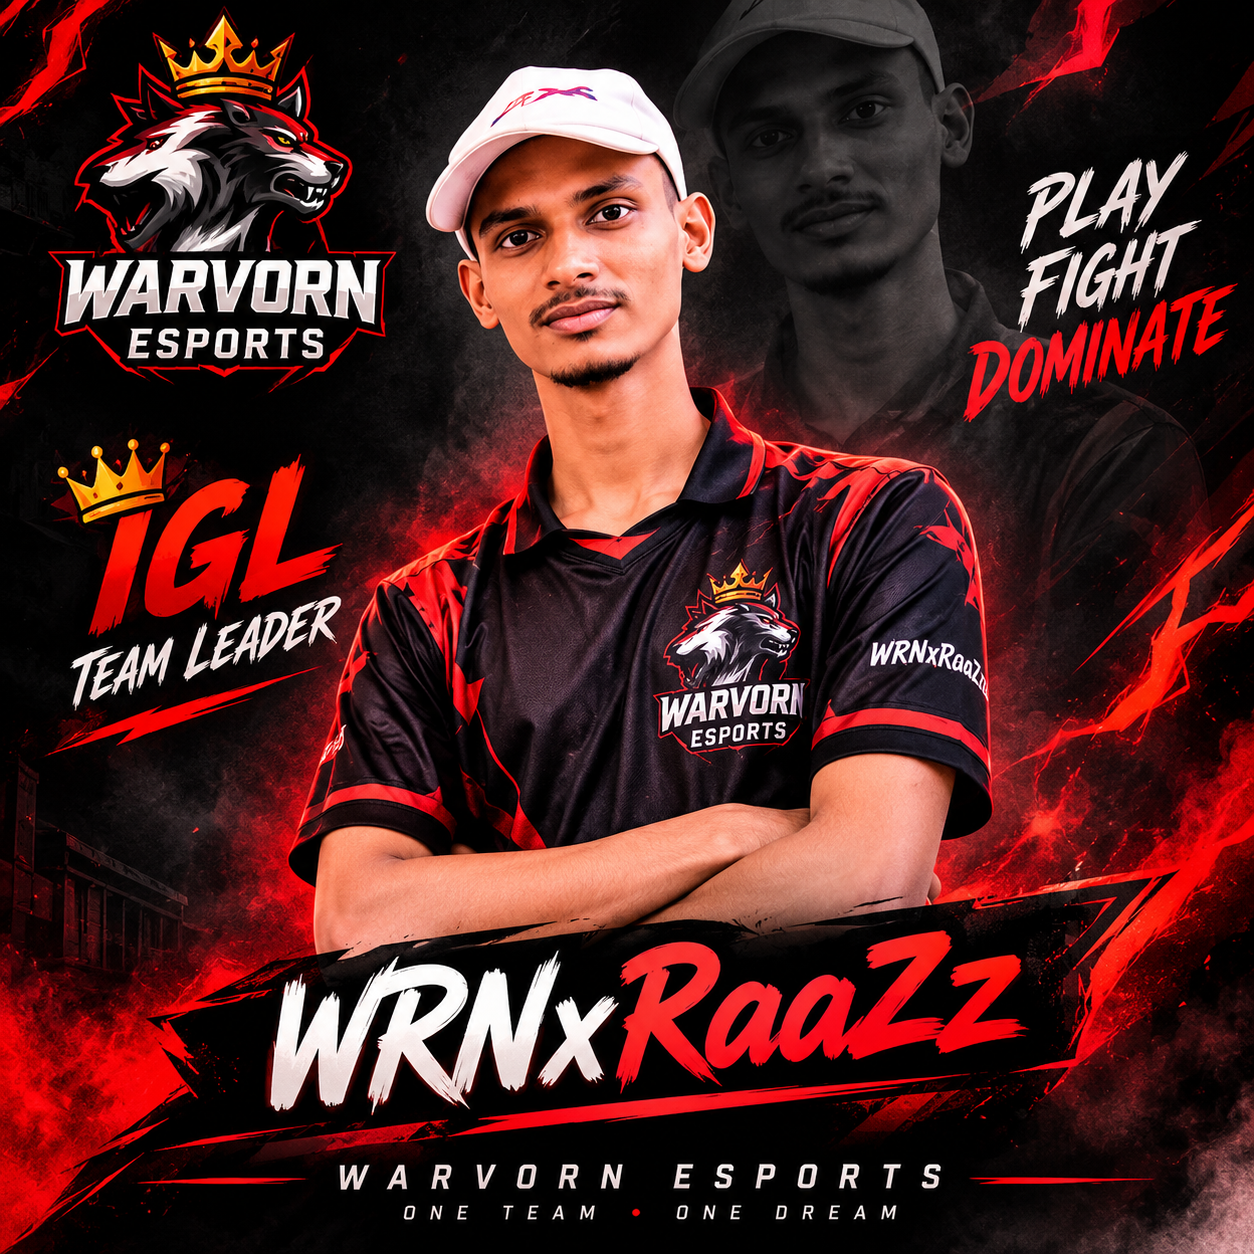 WARVORN
ESPORTS
PLAY
FIGHT
DOMINATE
IGL
TEAM LEADER
WARVORN
ESPORTS
WRNxRaaZz
WRNxRaaZz
WARVORN ESPORTS
ONE TEAM • ONE DREAM